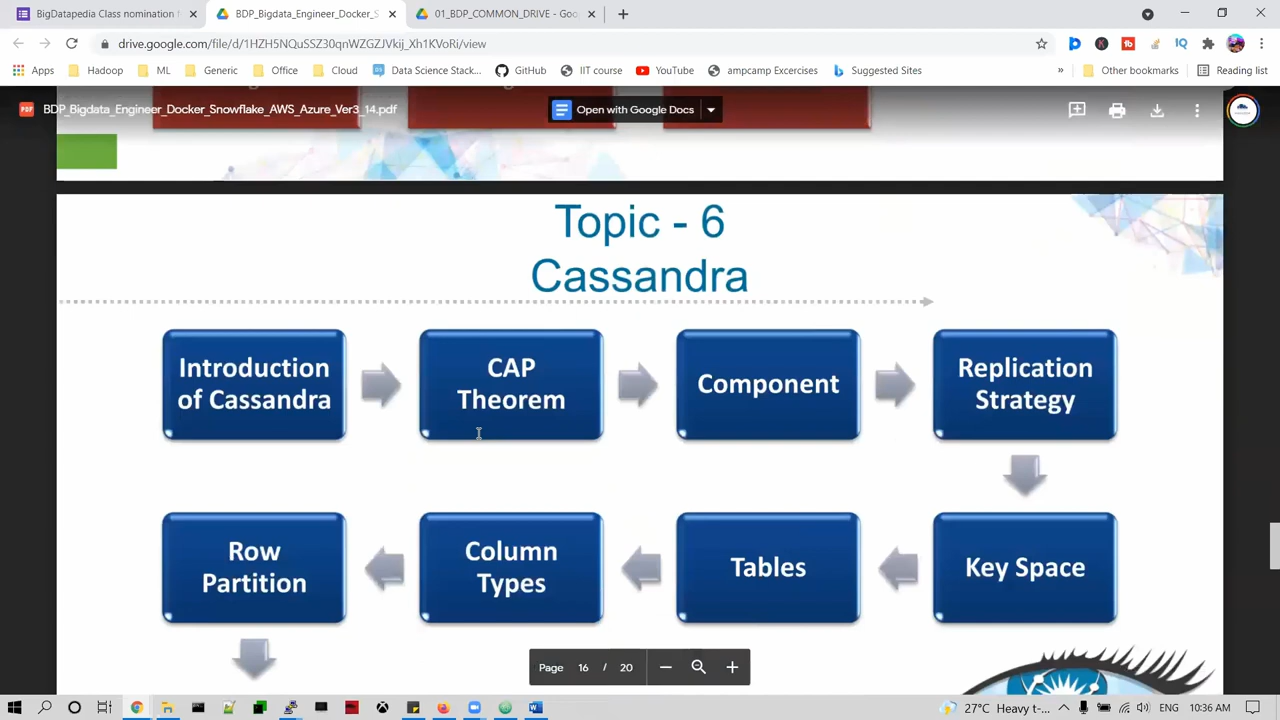 BigDatapedia Class nomination f
BDP_Bigdata_Engineer_Docker_S
01_BDP_COMMON_DRIVE - Goo
drive.google.com/file/d/1HZH5NQuSSZ30qnWZGZJVkij_Xh1KVoRi/view
Apps
Hadoop
ML
Generic
Office
Cloud
Data Science Stack...
GitHub
IIT course
YouTube
ampcamp Excercises
Suggested Sites
»
Other bookmarks
Reading list
PDF
BDP_Bigdata_Engineer_Docker_Snowflake_AWS_Azure_Ver3_14.pdf
Open with Google Docs
Topic - 6
Cassandra
Introduction
of Cassandra
CAP
Theorem
Component
Replication
Strategy
Row
Partition
Column
Types
Tables
Key Space
Page 16 / 20
27°C Heavy t...
ENG
10:36 AM